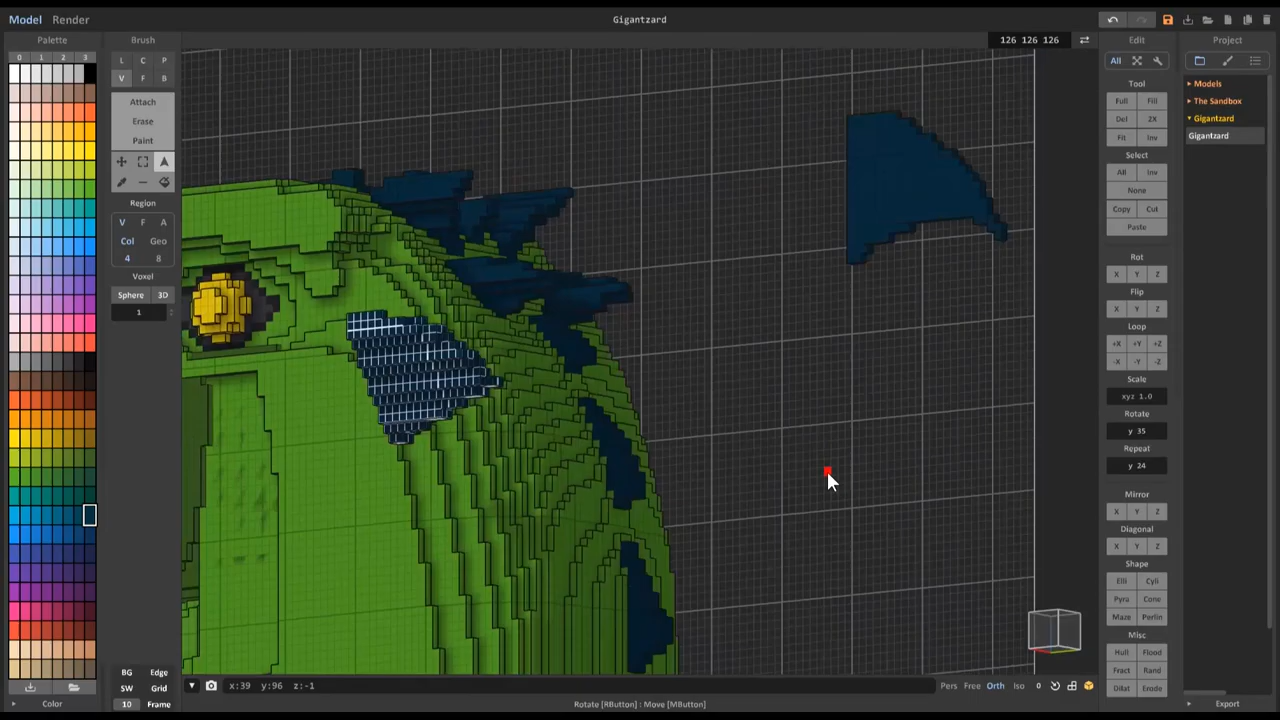 Model Render
Gigantzard
Palette
Brush
126 126 126
Edit
Project
0 1 2 3
L C P
V F B
Attach
Erase
Paint
Region
V F A
Col Geo
4 8
Voxel
Sphere 3D
1
All
Tool
Full Fill
Del 2X
Fit Inv
Select
All Inv
None
Copy Cut
Paste
Rot
X Y Z
Flip
X Y Z
Loop
+X +Y +Z
-X -Y -Z
Scale
xyz 1.0
Rotate
y 35
Repeat
y 24
Mirror
X Y Z
Diagonal
X Y Z
Shape
Elli Cyli
Pyra Cone
Maze Perlin
Misc
Hull Flood
Fract Rand
Dilat Erode
Models
The Sandbox
Gigantzard
Gigantzard
BG Edge
SW Grid
10 Frame
Color
x:39 y:96 z:-1
Pers Free Orth Iso 0
Rotate [RButton] : Move [MButton]
Export